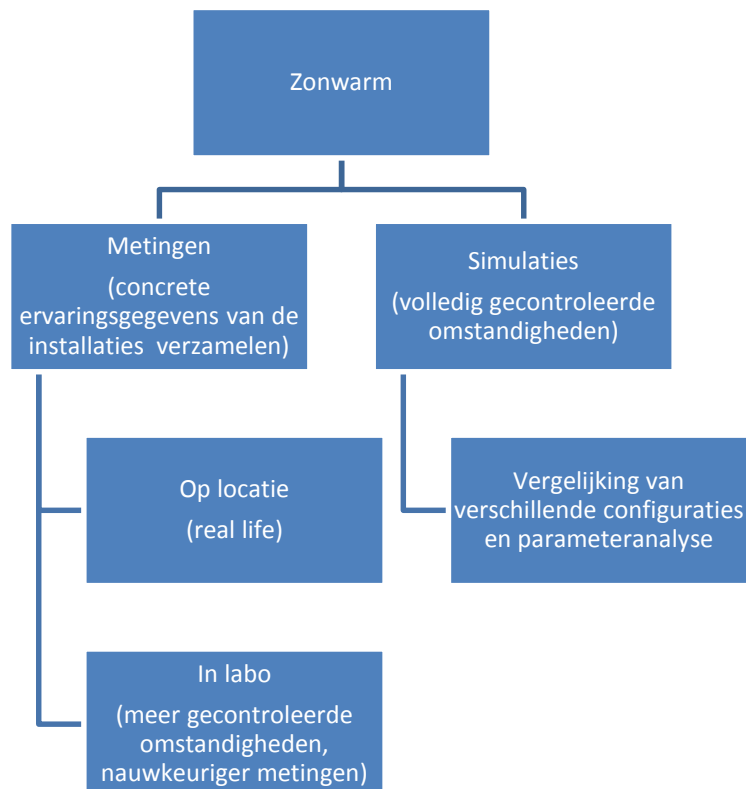 Zonwarm
Metingen
(concrete
ervaringsgegevens van de
installaties verzamelen)
Simulaties
(volledig gecontroleerde
omstandigheden)
Op locatie
(real life)
Vergelijking van
verschillende configuraties
en parameteranalyse
In labo
(meer gecontroleerde
omstandigheden,
nauwkeuriger metingen)